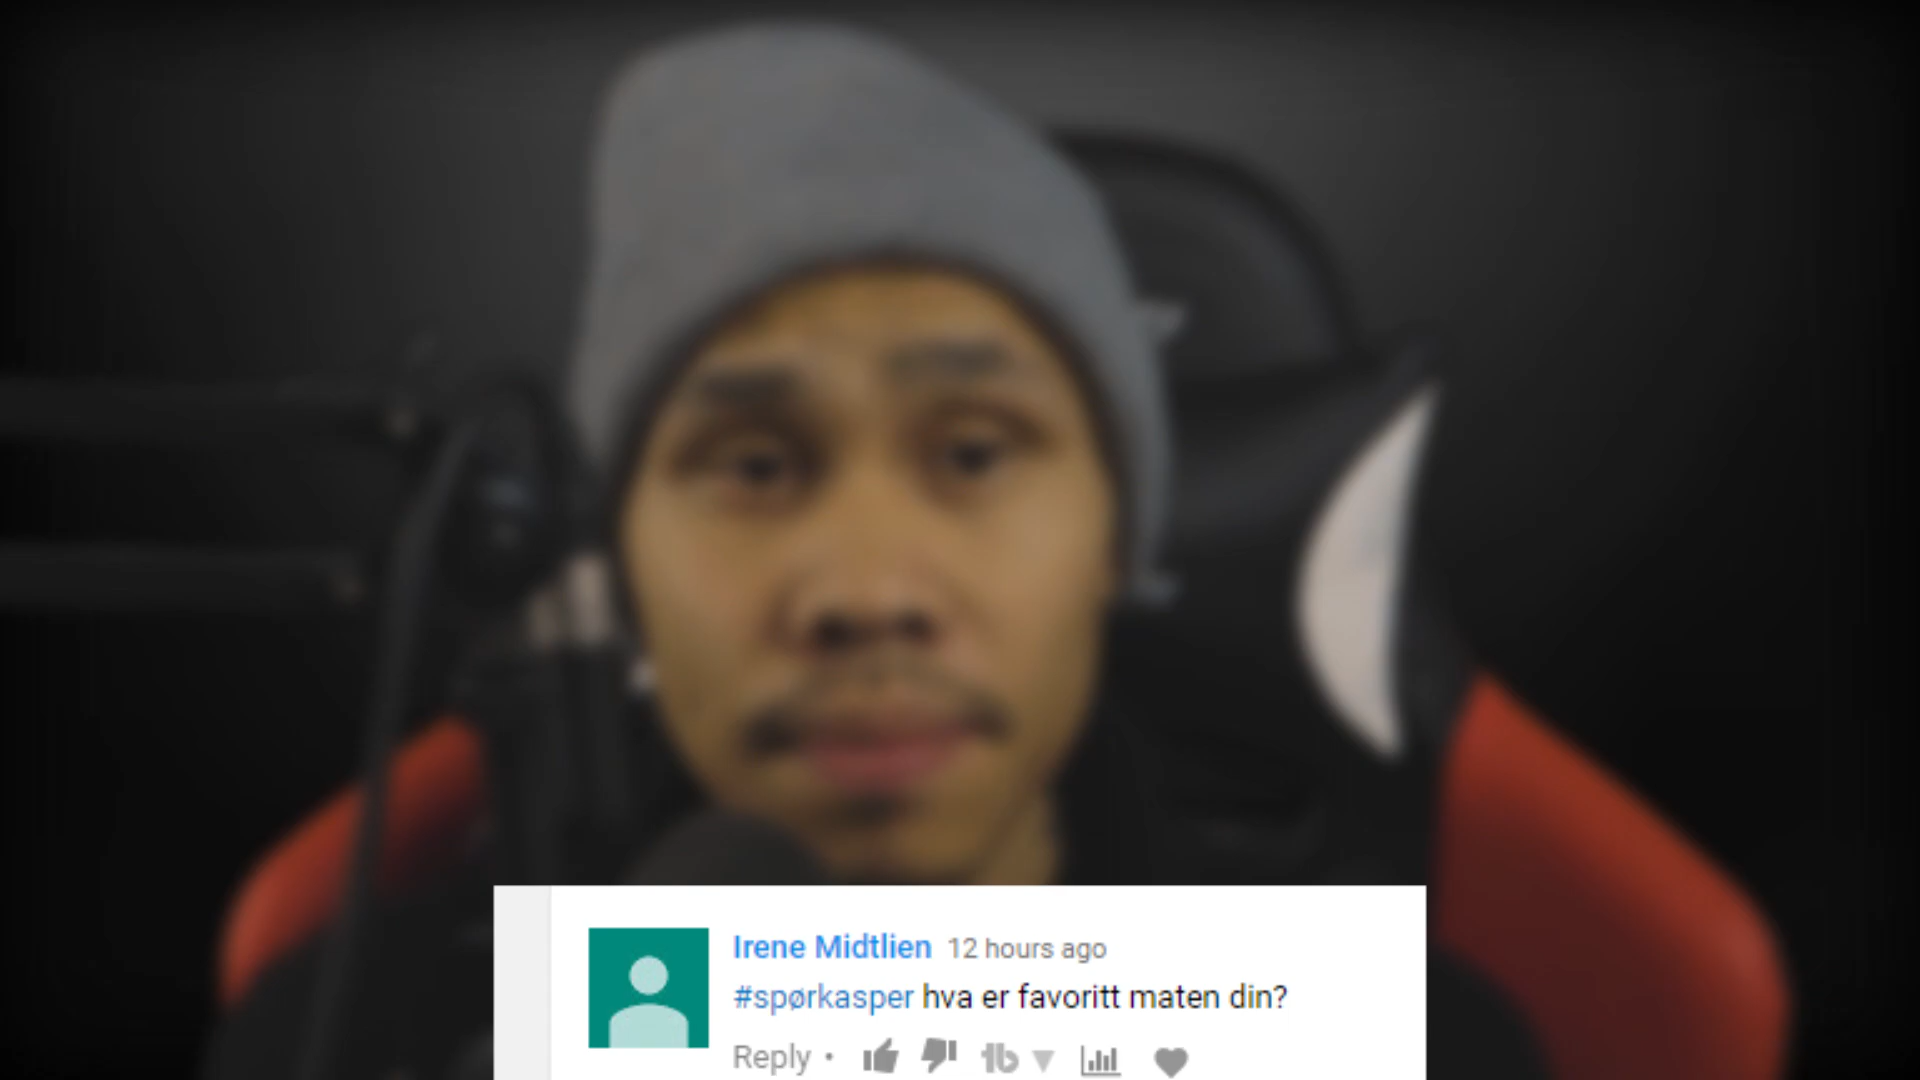 Irene Midtlien 12 hours ago
#spørkasper hva er favoritt maten din?
Reply •